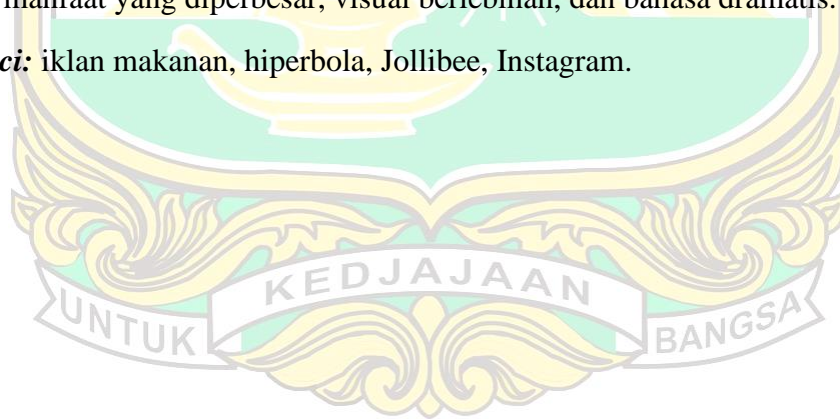 manfaat yang diperbesar, visual berlebihan, dan bahasa dramatis.
ci: iklan makanan, hiperbola, Jollibee, Instagram.
UNTUK KEDJAJAAN BANGSA